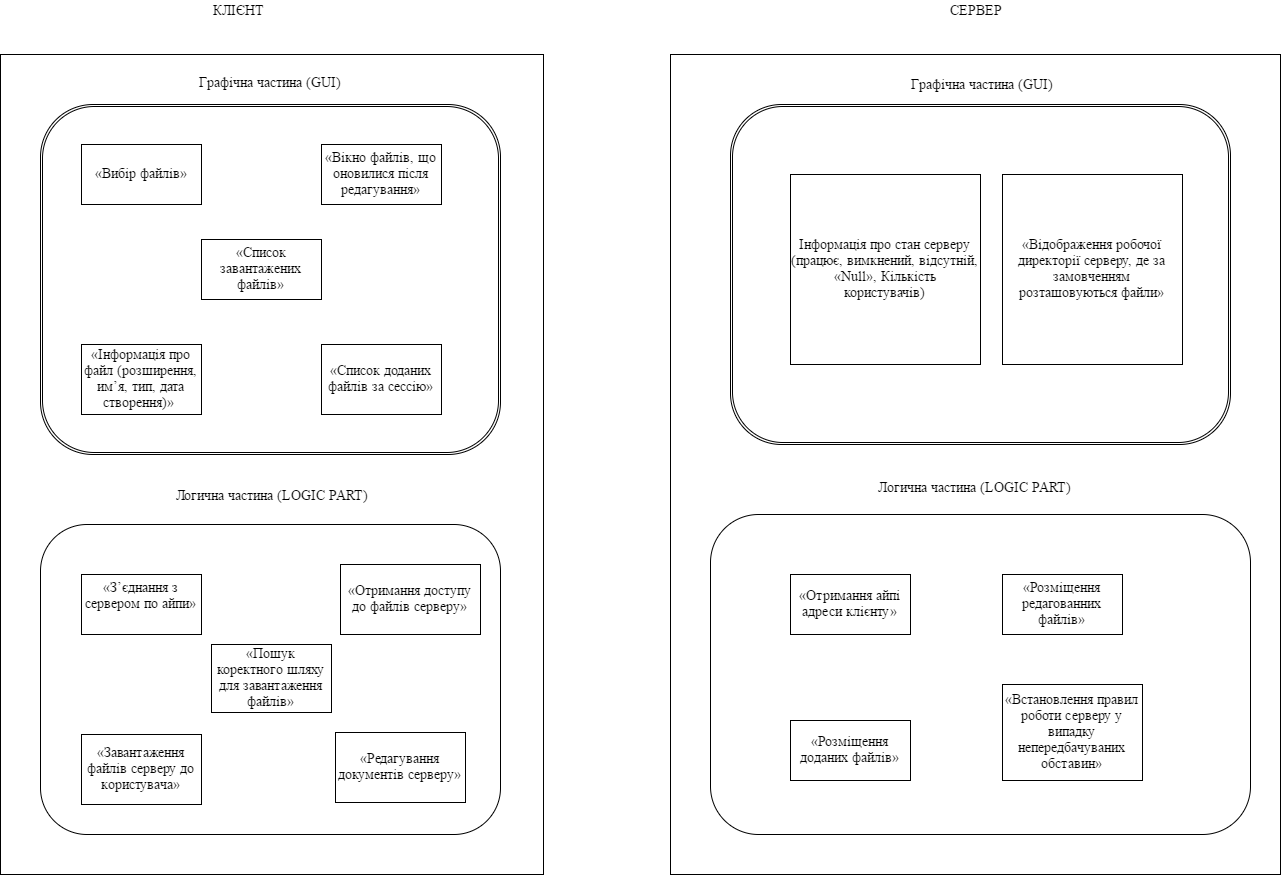 КЛІЄНТ
СЕРВЕР
Графічна частина (GUI)
«Вибір файлів»
«Вікно файлів, що
оновилися після
редагування»
«Список
завантажених
файлів»
«Інформація про
файл (розширення,
им’я, тип, дата
створення)»
«Список доданих
файлів за сессію»
Логична частина (LOGIC PART)
«З’єднання з
сервером по айпи»
«Отримання доступу
до файлів серверу»
«Пошук
коректного шляху
для завантаження
файлів»
«Завантаження
файлів серверу до
користувача»
«Редагування
документів серверу»
Графічна частина (GUI)
Інформація про стан серверу
(працює, вимкнений, відсутній,
«Null», Кількість
користувачів)
«Відображення робочої
директорії серверу, де за
замовченням
розташовуються файли»
Логична частина (LOGIC PART)
«Отримання айпі
адреси клієнту»
«Розміщення
редагованних
файлів»
«Розміщення
доданих файлів»
«Встановлення правил
роботи серверу у
випадку
непередбачуваних
обставин»